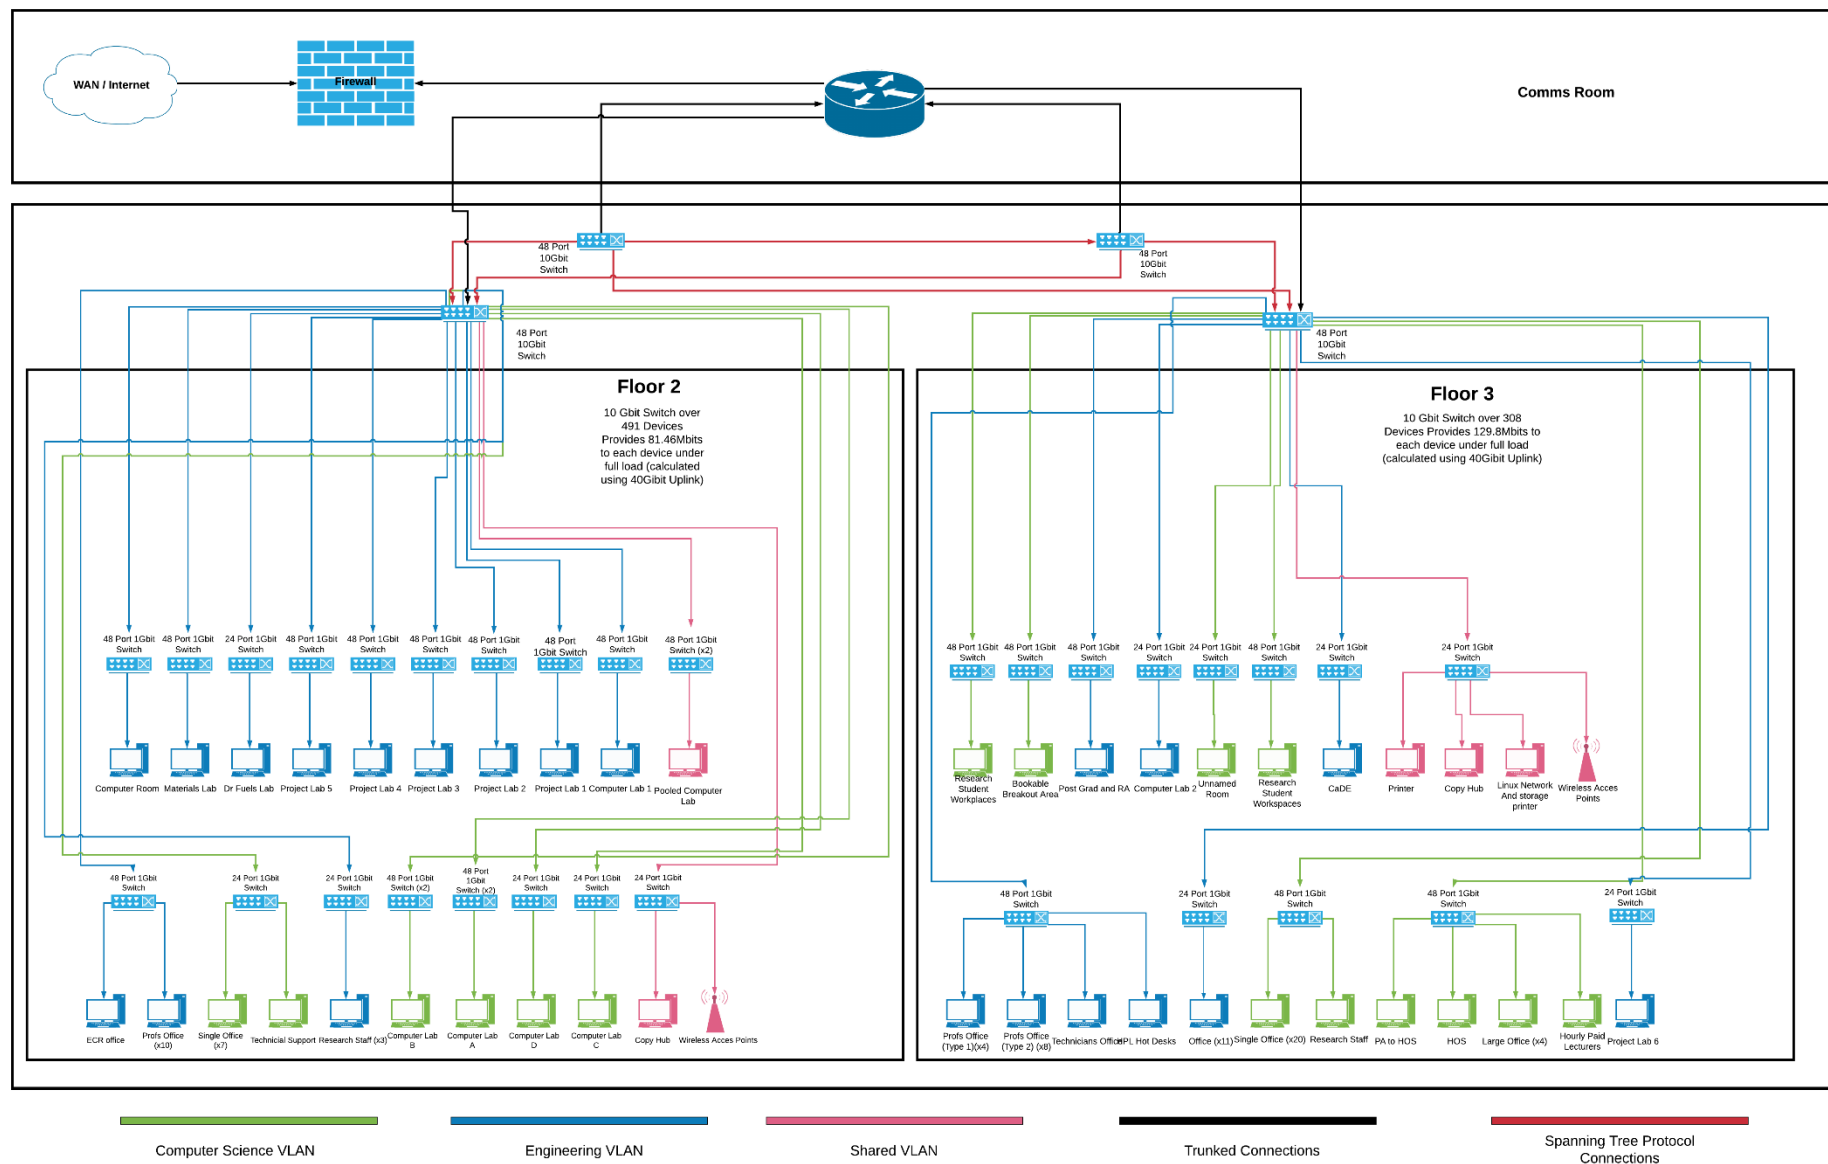 WAN / Internet
Firewall
Comms Room
48 Port
10Gbit
Switch
48 Port
10Gbit
Switch
48 Port
10Gbit
Switch
48 Port
10Gbit
Switch
Floor 2
10 Gbit Switch over
491 Devices
Provides 81.46Mbits
to each device under
full load (calculated
using 40Gibit Uplink)
Floor 3
10 Gbit Switch over 308
Devices Provides 129.8Mbits to
each device under full load
(calculated using 40Gibit Uplink)
48 Port 1Gbit
Switch
48 Port 1Gbit
Switch
24 Port 1Gbit
Switch
48 Port 1Gbit
Switch
48 Port 1Gbit
Switch
48 Port 1Gbit
Switch
48 Port 1Gbit
Switch
48 Port
1Gbit Switch
48 Port 1Gbit
Switch
48 Port 1Gbit
Switch (x2)
Computer Room
Materials Lab
Dr Fuels Lab
Project Lab 5
Project Lab 4
Project Lab 3
Project Lab 2
Project Lab 1
Computer Lab 1
Pooled Computer
Lab
48 Port 1Gbit
Switch
24 Port 1Gbit
Switch
24 Port 1Gbit
Switch
48 Port 1Gbit
Switch (x2)
48 Port
1Gbit
Switch (x2)
24 Port 1Gbit
Switch
24 Port 1Gbit
Switch
24 Port 1Gbit
Switch
ECR office
Profs Office
(x10)
Single Office
(x7)
Technicial Support
Research Staff (x3)
Computer Lab
B
Computer Lab
A
Computer Lab
D
Computer Lab
C
Copy Hub
Wireless Acces Points
48 Port 1Gbit
Switch
48 Port 1Gbit
Switch
48 Port 1Gbit
Switch
24 Port 1Gbit
Switch
24 Port 1Gbit
Switch
48 Port 1Gbit
Switch
24 Port 1Gbit
Switch
24 Port 1Gbit
Switch
Research
Student
Workplaces
Bookable
Breakout Area
Post Grad and RA
Computer Lab 2
Unnamed
Room
Research
Student
Workspaces
CaDE
Printer
Copy Hub
Linux Network
And storage
printer
Wireless Acces
Points
48 Port 1Gbit
Switch
24 Port 1Gbit
Switch
48 Port 1Gbit
Switch
48 Port 1Gbit
Switch
24 Port 1Gbit
Switch
Profs Office
(Type 1)(x4)
Profs Office
(Type 2) (x8)
Technicians Office
HPL Hot Desks
Office (x11)
Single Office (x20)
Research Staff
PA to HOS
HOS
Large Office (x4)
Hourly Paid
Lecturers
Project Lab 6
Computer Science VLAN
Engineering VLAN
Shared VLAN
Trunked Connections
Spanning Tree Protocol
Connections